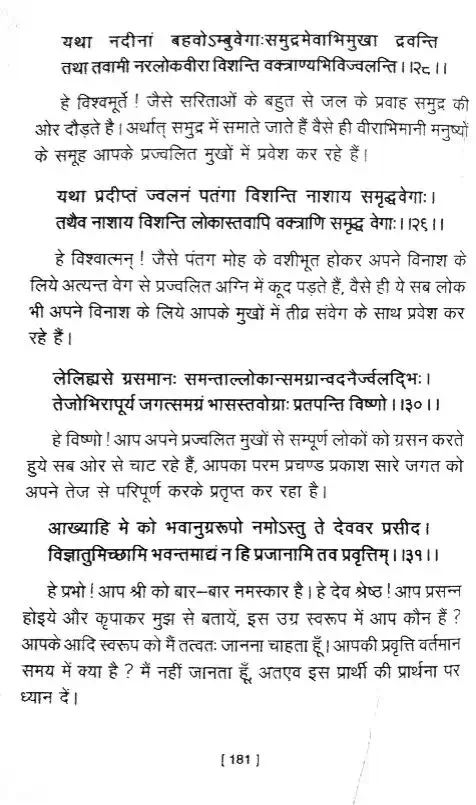 यथा नदीनां बहवोऽम्बुवेगाःसमुद्रमेवाभिमुखा द्रवन्ति
तथा तवामी नरलोकवीरा विशन्ति वक्त्राण्यभिविज्वलन्ति।।२८।।
हे विश्वमूर्ते ! जैसे सरिताओं के बहुत से जल के प्रवाह समुद्र की
ओर दौड़ते है। अर्थात् समुद्र में समाते जाते हैं वैसे ही वीराभिमानी मनुष्यों
के समूह आपके प्रज्वलित मुखों में प्रवेश कर रहे हैं।
यथा प्रदीप्तं ज्वलनं पतंगा विशन्ति नाशाय समृद्धवेगाः।
तथैव नाशाय विशन्ति लोकास्तवापि वक्त्राणि समृद्ध वेगाः।।२६।।
हे विश्वात्मन् ! जैसे पंतग मोह के वशीभूत होकर अपने विनाश के
लिये अत्यन्त वेग से प्रज्वलित अग्नि में कूद पड़ते हैं, वैसे ही ये सब लोक
भी अपने विनाश के लिये आपके मुखों में तीव्र संवेग के साथ प्रवेश कर
रहे हैं।
लेलिह्यसे ग्रसमानः समन्ताल्लोकान्समग्रान्वदनैर्ज्वलद्भिः।
तेजोभिरापूर्य जगत्समग्रं भासस्तवोग्राः प्रतपन्ति विष्णो।।३०।।
हे विष्णो ! आप अपने प्रज्वलित मुखों से सम्पूर्ण लोकों को ग्रसन करते
हुये सब ओर से चाट रहे हैं, आपका परम प्रचण्ड प्रकाश सारे जगत को
अपने तेज से परिपूर्ण करके प्रतृप्त कर रहा है।
आख्याहि मे को भवानुग्ररूपो नमोऽस्तु ते देववर प्रसीद।
विज्ञातुमिच्छामि भवन्तमाद्यं न हि प्रजानामि तव प्रवृत्तिम्।।३१।।
हे प्रभो ! आप श्री को बार–बार नमस्कार है। हे देव श्रेष्ठ ! आप प्रसन्न
होइये और कृपाकर मुझ से बतायें, इस उग्र स्वरूप में आप कौन हैं ?
आपके आदि स्वरूप को मैं तत्वतः जानना चाहता हूँ। आपकी प्रवृत्ति वर्तमान
समय में क्या है ? मैं नहीं जानता हूँ, अतएव इस प्रार्थी की प्रार्थना पर
ध्यान दें।
[ 181 ]